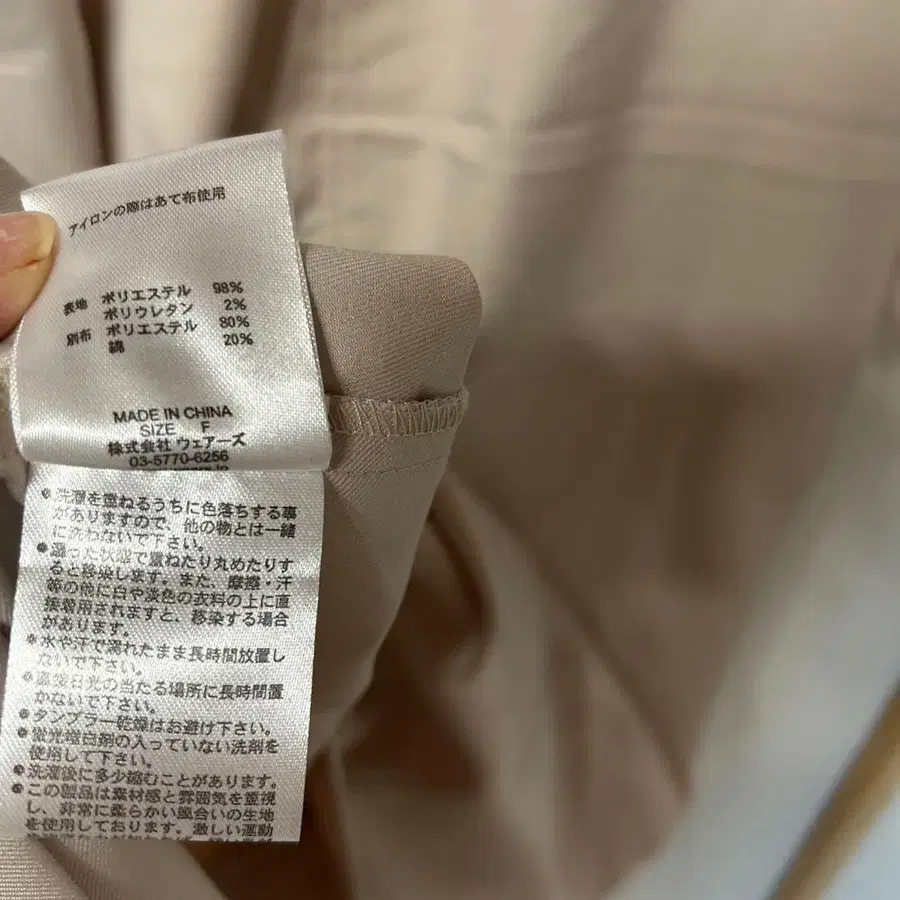 アイロンの際はあて布使用
表地 ポリエステル 98%
ポリウレタン 2%
別布 ポリエステル 80%
綿 20%
MADE IN CHINA
SIZE F
株式会社 ウェアーズ
03-5770-6256
●洗濯を重ねるうちに色落ちする事
がありますので、他の物とは一緒
に洗わないで下さい。
●湿った状態で重ねたり丸めたりす
ると移染します。また、摩擦・汗
等の他に白や淡色の衣料の上に直
接着用されますと、移染する場合
があります。
●水や汗で濡れたまま長時間放置し
ないで下さい。
●直接日光の当たる場所に長時間置
かないで下さい。
●タンブラー乾燥はお避け下さい。
●蛍光増白剤の入っていない洗剤を
使用して下さい。
●洗濯後に多少縮むことがあります。
●この製品は素材感と雰囲気を重視
し、非常に柔らかい風合いの生地
を使用しております。激しい運動